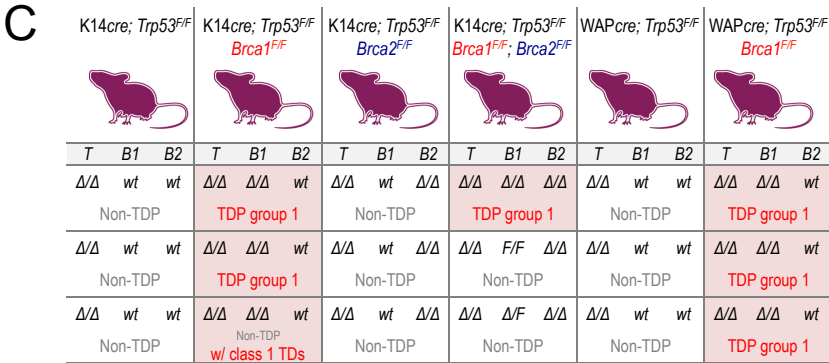 C
K14cre; Trp53F/F K14cre; Trp53F/F K14cre; Trp53F/F K14cre; Trp53F/F WAPcre; Trp53F/F WAPcre; Trp53F/F
Brca1F/F Brca2F/F Brca1F/F; Brca2F/F Brca1F/F
T B1 B2 T B1 B2 T B1 B2 T B1 B2 T B1 B2 T B1 B2
Δ/Δ wt wt Δ/Δ Δ/Δ wt Δ/Δ wt Δ/Δ Δ/Δ Δ/Δ Δ/Δ Δ/Δ wt wt Δ/Δ Δ/Δ wt
Non-TDP TDP group 1 Non-TDP TDP group 1 Non-TDP TDP group 1
Δ/Δ wt wt Δ/Δ Δ/Δ wt Δ/Δ wt Δ/Δ Δ/Δ F/F Δ/Δ Δ/Δ wt wt Δ/Δ Δ/Δ wt
Non-TDP TDP group 1 Non-TDP Non-TDP Non-TDP TDP group 1
Δ/Δ wt wt Δ/Δ Δ/Δ wt Δ/Δ wt Δ/Δ Δ/Δ Δ/F Δ/Δ Δ/Δ wt wt Δ/Δ Δ/Δ wt
Non-TDP Non-TDP Non-TDP Non-TDP Non-TDP TDP group 1
w/ class 1 TDs